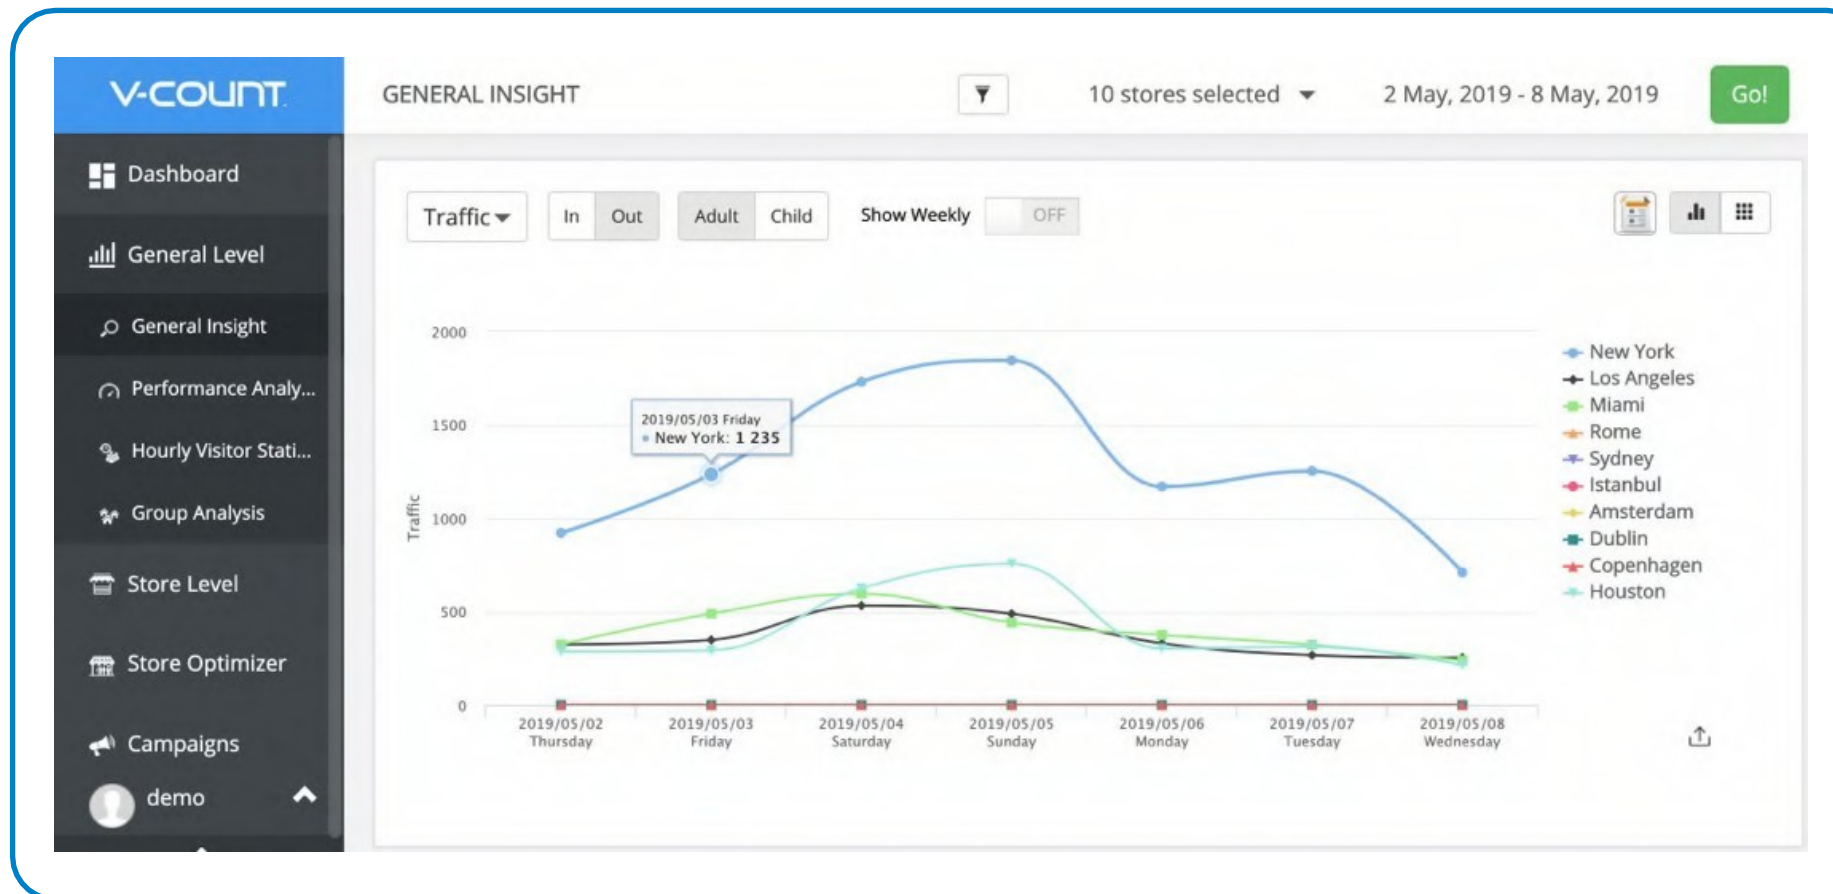 V-COUNT
GENERAL INSIGHT
10 stores selected
2 May, 2019 - 8 May, 2019
Go!
Dashboard
General Level
General Insight
Performance Analy...
Hourly Visitor Stati...
Group Analysis
Store Level
Store Optimizer
Campaigns
demo
Traffic
In
Out
Adult
Child
Show Weekly
OFF
2000
1500
1000
500
0
Traffic
2019/05/03 Friday
New York: 1 235
2019/05/02
Thursday
2019/05/03
Friday
2019/05/04
Saturday
2019/05/05
Sunday
2019/05/06
Monday
2019/05/07
Tuesday
2019/05/08
Wednesday
New York
Los Angeles
Miami
Rome
Sydney
Istanbul
Amsterdam
Dublin
Copenhagen
Houston